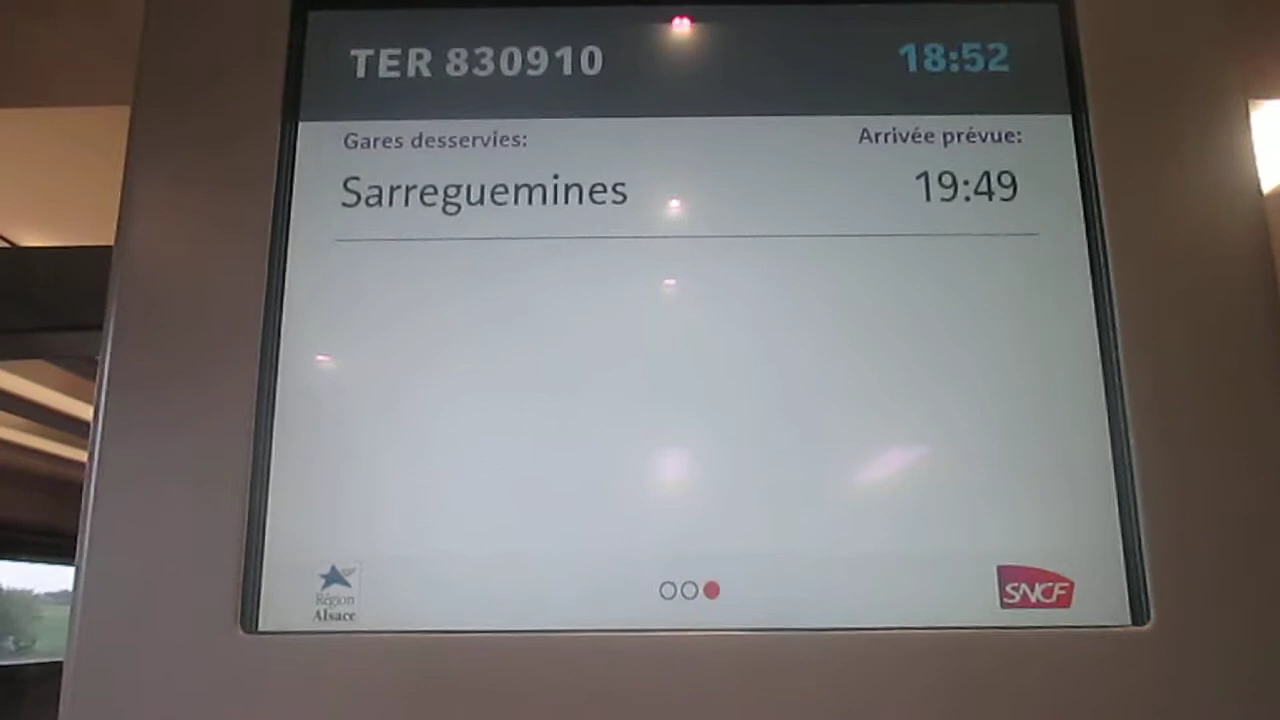 TER 830910 18:52
Gares desservies: Arrivée prévue:
Sarreguemines 19:49
Région
Alsace
SNCF